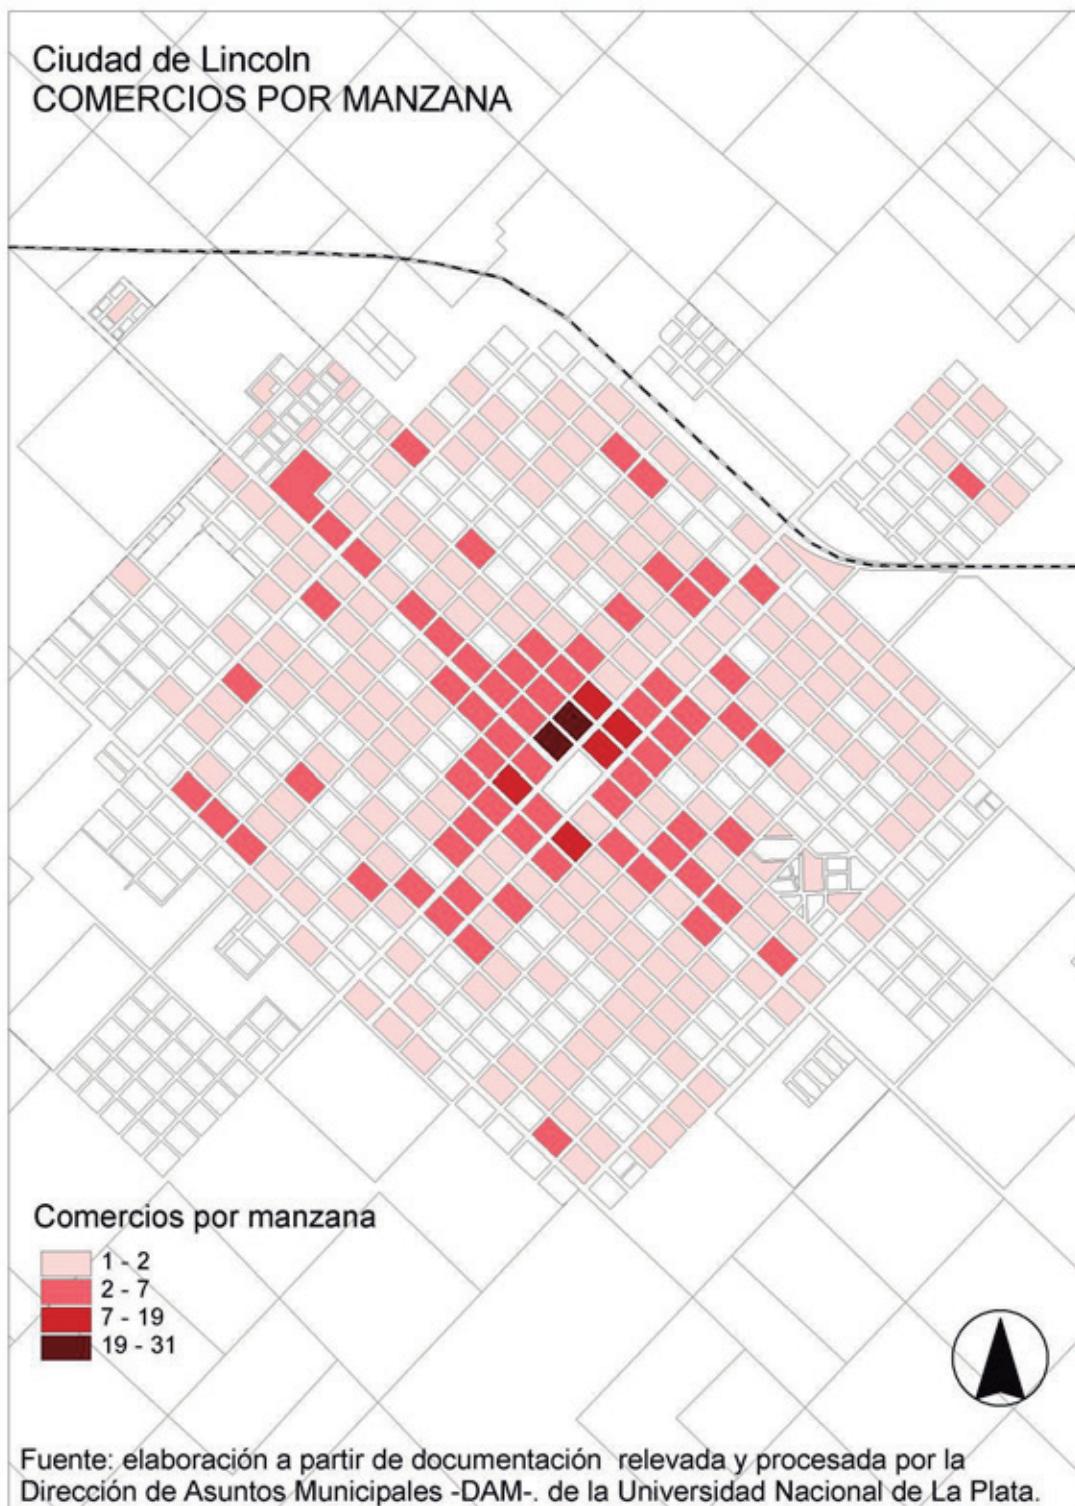 Ciudad de Lincoln
COMERCIOS POR MANZANA
Comercios por manzana
1 - 2
2 - 7
7 - 19
19 - 31
Fuente: elaboración a partir de documentación relevada y procesada por la
Dirección de Asuntos Municipales -DAM-. de la Universidad Nacional de La Plata.